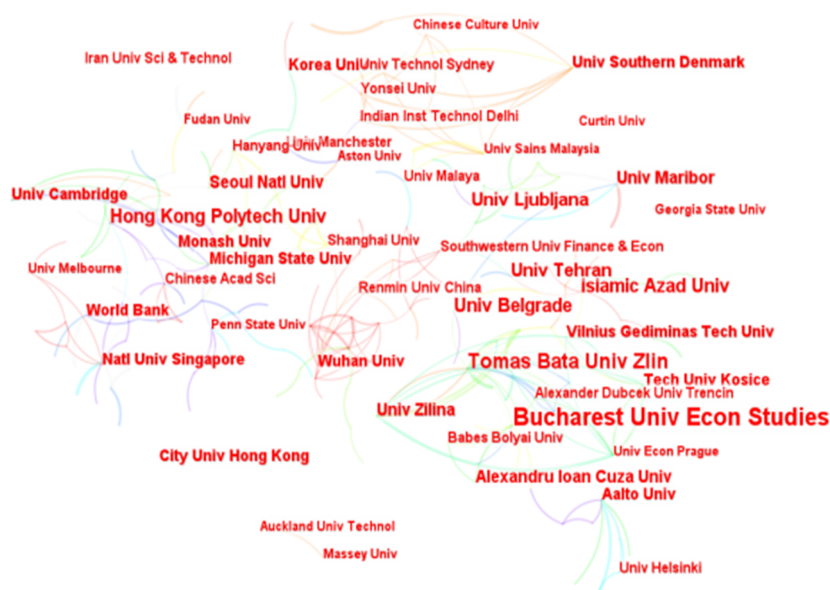 Chinese Culture Univ
Iran Univ Sci & Technol
Korea Univ
Univ Technol Sydney
Univ Southern Denmark
Yonsei Univ
Indian Inst Technol Delhi
Fudan Univ
Curtin Univ
Hanyang Univ
Univ Manchester
Aston Univ
Univ Sains Malaysia
Seoul Natl Univ
Univ Malaya
Univ Maribor
Univ Cambridge
Univ Ljubljana
Hong Kong Polytech Univ
Georgia State Univ
Monash Univ
Shanghai Univ
Southwestern Univ Finance & Econ
Michigan State Univ
Univ Melbourne
Univ Tehran
Chinese Acad Sci
Renmin Univ China
Islamic Azad Univ
World Bank
Univ Belgrade
Penn State Univ
Vilnius Gediminas Tech Univ
Natl Univ Singapore
Wuhan Univ
Tomas Bata Univ Zlin
Tech Univ Kosice
Alexander Dubcek Univ Trencin
Univ Zilina
Bucharest Univ Econ Studies
Babes Bolyai Univ
Univ Econ Prague
City Univ Hong Kong
Alexandru Ioan Cuza Univ
Aalto Univ
Auckland Univ Technol
Massey Univ
Univ Helsinki